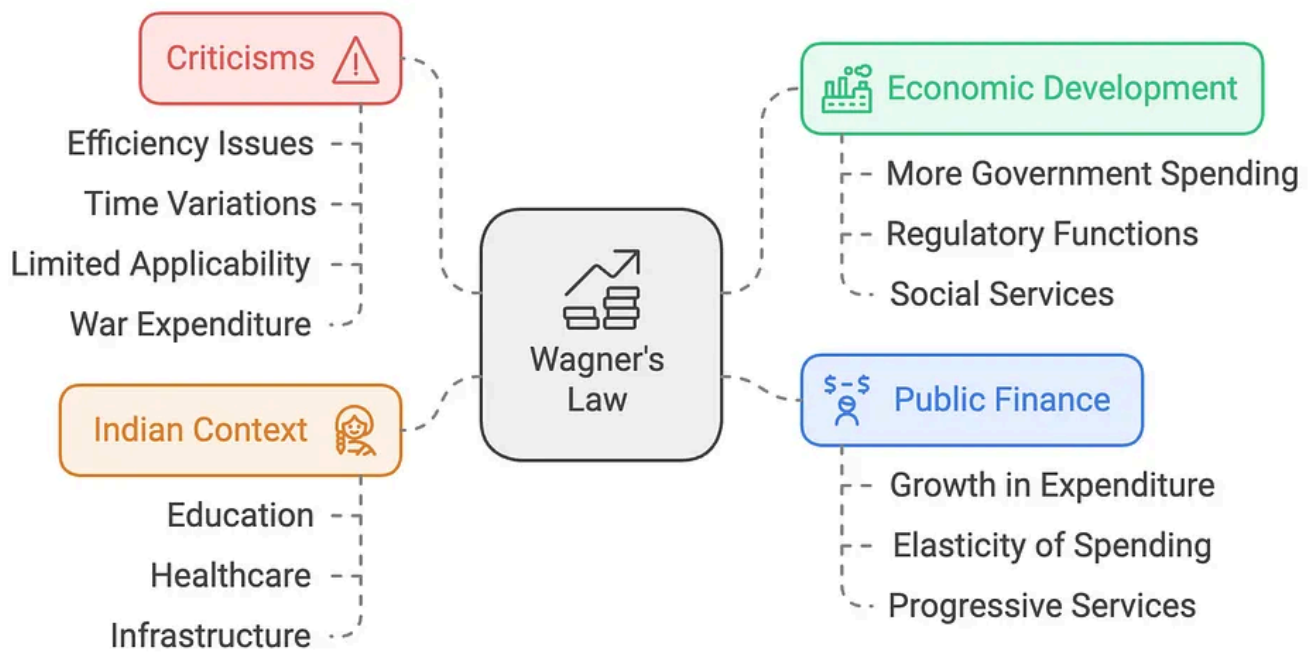 Criticisms
Efficiency Issues
Time Variations
Limited Applicability
War Expenditure
Indian Context
Education
Healthcare
Infrastructure
Wagner's
Law
Economic Development
More Government Spending
Regulatory Functions
Social Services
$-$
Public Finance
Growth in Expenditure
Elasticity of Spending
Progressive Services